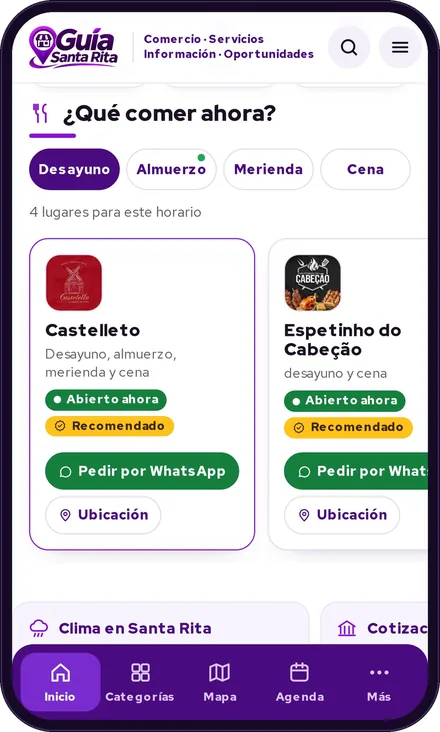 Guía
Santa Rita
Comercio · Servicios
Información · Oportunidades
¿Qué comer ahora?
Desayuno
Almuerzo
Merienda
Cena
4 lugares para este horario
Castelleto
Castelleto
Desayuno, almuerzo,
merienda y cena
Abierto ahora
Recomendado
Pedir por WhatsApp
Ubicación
CABEÇÃO
Espetinho do
Cabeção
desayuno y cena
Abierto ahora
Recomendado
Pedir por What
Ubicación
Clima en Santa Rita
Cotizac
Inicio
Categorías
Mapa
Agenda
Más